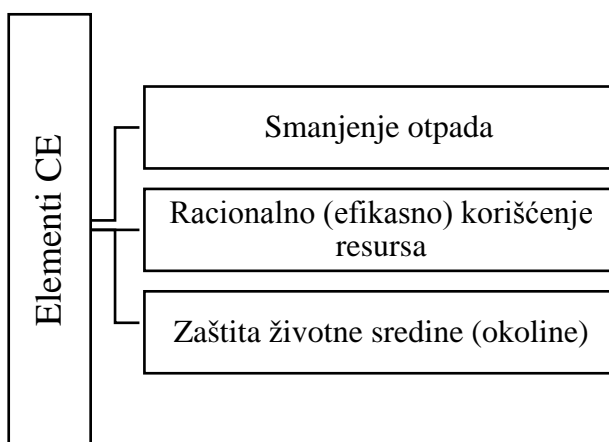 Elementi CE
Smanjenje otpada
Racionalno (efikasno) korišćenje
resursa
Zaštita životne sredine (okoline)